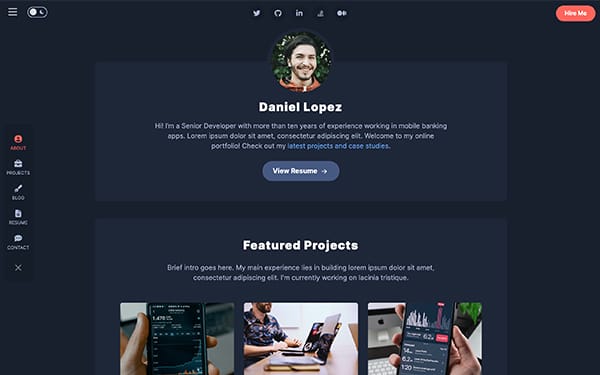 Hire Me
Daniel Lopez
Hi! I'm a Senior Developer with more than ten years of experience working in mobile banking
apps. Lorem ipsum dolor sit amet, consectetur adipiscing elit. Welcome to my online
portfolio! Check out my latest projects and case studies.
View Resume →
ABOUT
PROJECTS
BLOG
RESUME
CONTACT
Featured Projects
Brief intro goes here. My main experience lies in building lorem ipsum dolor sit amet,
consectetur adipiscing elit. I'm currently working on lacinia tristique.
1,470